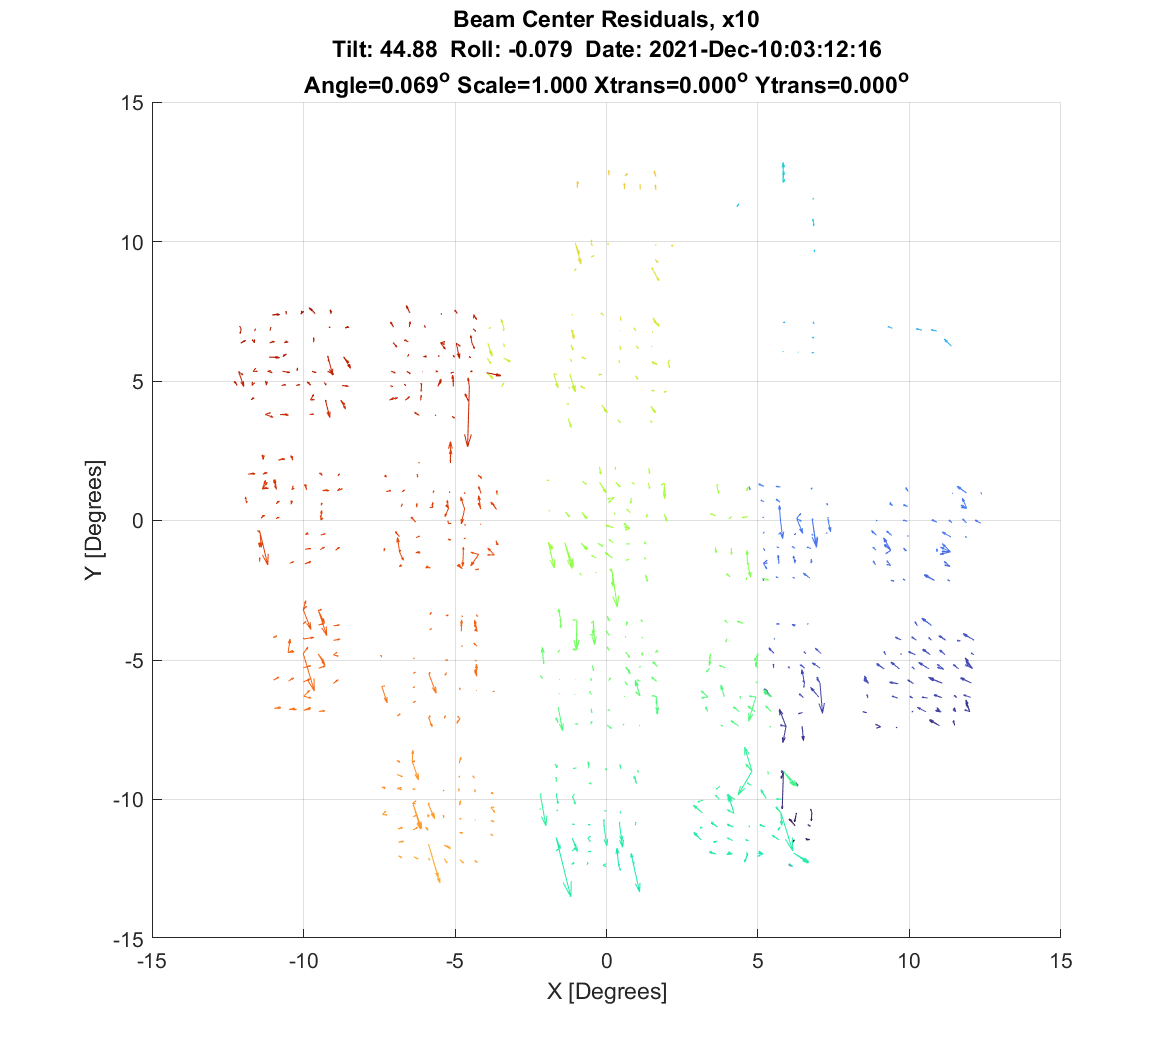 Beam Center Residuals, x10
Tilt: 44.88 Roll: -0.079 Date: 2021-Dec-10:03:12:16
Angle=0.069° Scale=1.000 Xtrans=0.000° Ytrans=0.000°
15
10
5
0
-5
-10
-15
Y [Degrees]
-15
-10
-5
0
5
10
15
X [Degrees]